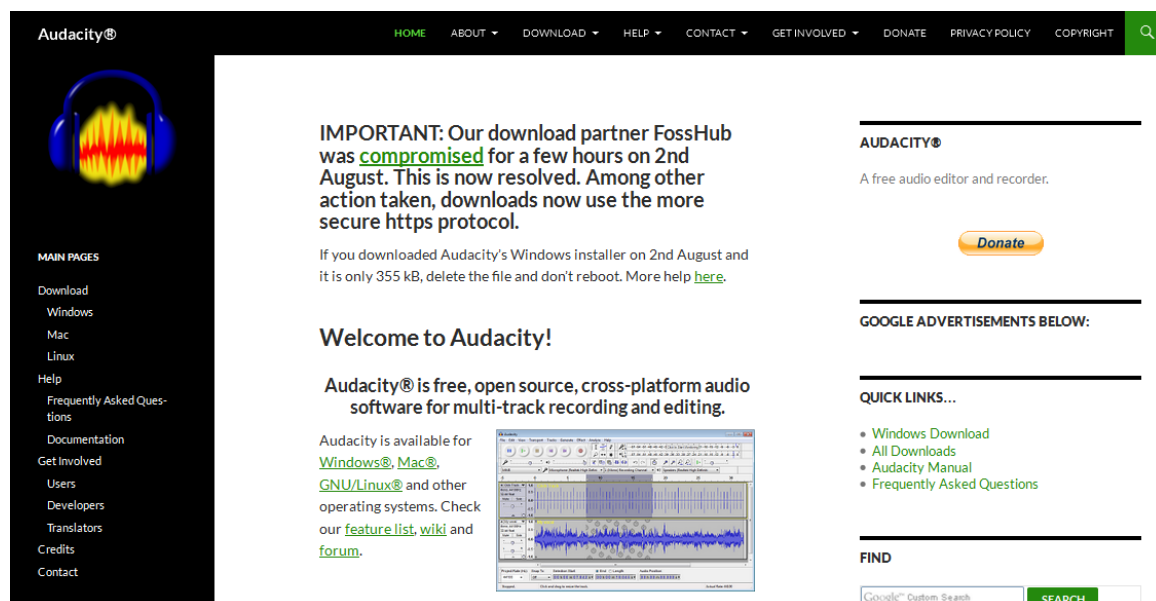 Audacity®
HOME ABOUT DOWNLOAD HELP CONTACT GET INVOLVED DONATE PRIVACY POLICY COPYRIGHT
MAIN PAGES
Download
Windows
Mac
Linux
Help
Frequently Asked Ques-
tions
Documentation
Get Involved
Users
Developers
Translators
Credits
Contact
IMPORTANT: Our download partner FossHub
was compromised for a few hours on 2nd
August. This is now resolved. Among other
action taken, downloads now use the more
secure https protocol.
If you downloaded Audacity's Windows installer on 2nd August and
it is only 355 kB, delete the file and don't reboot. More help here.
Welcome to Audacity!
Audacity® is free, open source, cross-platform audio
software for multi-track recording and editing.
Audacity is available for
Windows®, Mac®,
GNU/Linux® and other
operating systems. Check
our feature list, wiki and
forum.
AUDACITY®
A free audio editor and recorder.
Donate
GOOGLE ADVERTISEMENTS BELOW:
QUICK LINKS...
Windows Download
All Downloads
Audacity Manual
Frequently Asked Questions
FIND
Google™ Custom Search
SEARCH